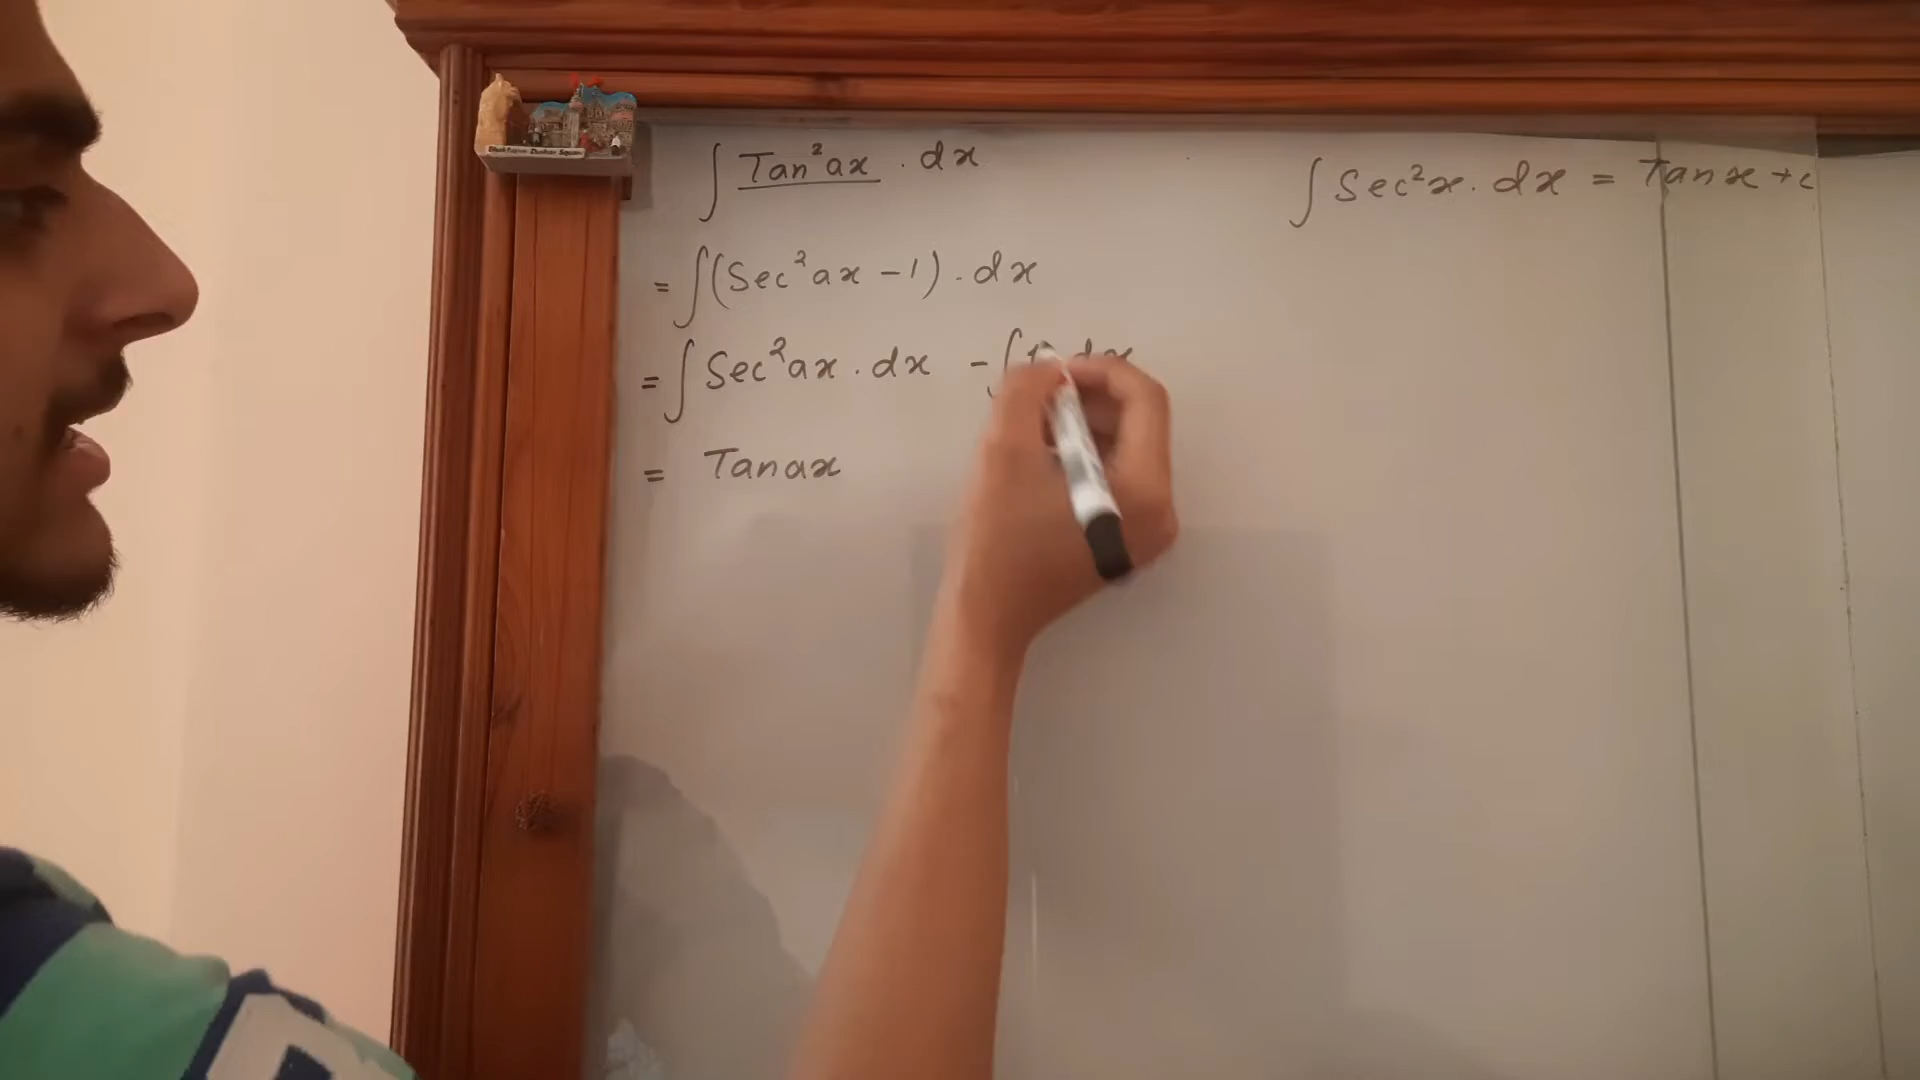 ∫ Tan²ax . dx
= ∫(Sec²ax - 1) . dx
= ∫ Sec²ax . dx - ∫ 1 dx
= Tanax
∫ Sec²x . dx = Tanx + c